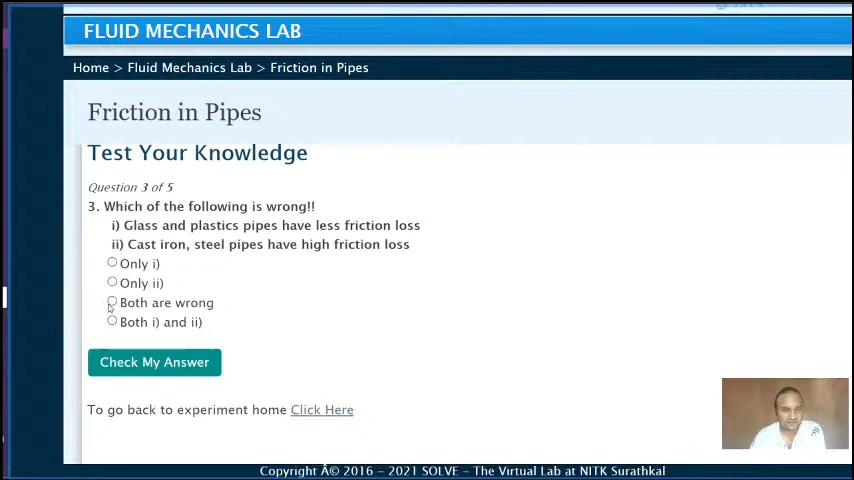 FLUID MECHANICS LAB
Home > Fluid Mechanics Lab > Friction in Pipes
Friction in Pipes
Test Your Knowledge
Question 3 of 5
3. Which of the following is wrong!!
i) Glass and plastics pipes have less friction loss
ii) Cast iron, steel pipes have high friction loss
Only i)
Only ii)
Both are wrong
Both i) and ii)
Check My Answer
To go back to experiment home Click Here
Copyright Â© 2016 - 2021 SOLVE - The Virtual Lab at NITK Surathkal